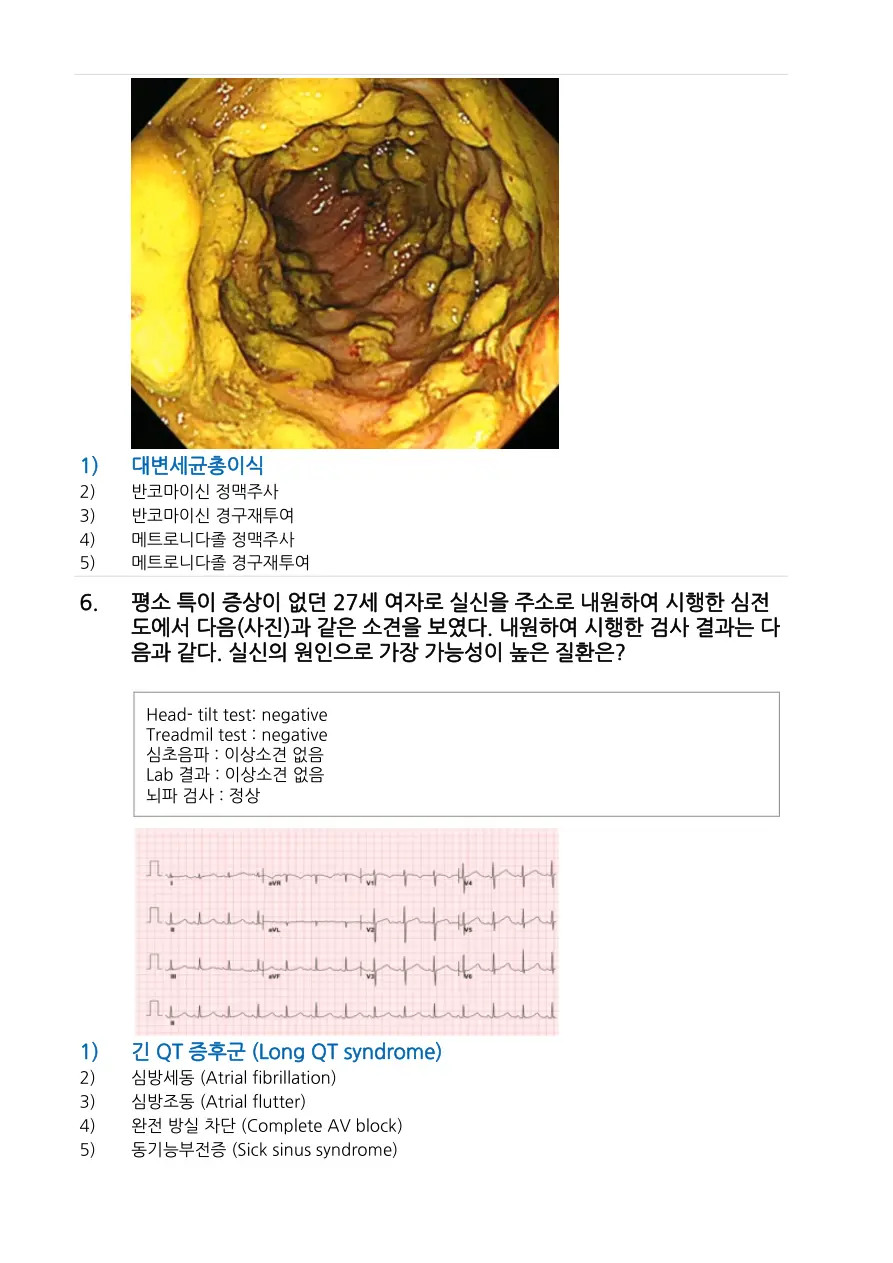 1) 대변세균총이식
2) 반코마이신 정맥주사
3) 반코마이신 경구재투여
4) 메트로니다졸 정맥주사
5) 메트로니다졸 경구재투여
6. 평소 특이 증상이 없던 27세 여자로 실신을 주소로 내원하여 시행한 심전
도에서 다음(사진)과 같은 소견을 보였다. 내원하여 시행한 검사 결과는 다
음과 같다. 실신의 원인으로 가장 가능성이 높은 질환은?
Head- tilt test: negative
Treadmil test : negative
심초음파 : 이상소견 없음
Lab 결과 : 이상소견 없음
뇌파 검사 : 정상
I aVR V1 V4
II aVL V2 V5
III aVF V3 V6
II
1) 긴 QT 증후군 (Long QT syndrome)
2) 심방세동 (Atrial fibrillation)
3) 심방조동 (Atrial flutter)
4) 완전 방실 차단 (Complete AV block)
5) 동기능부전증 (Sick sinus syndrome)